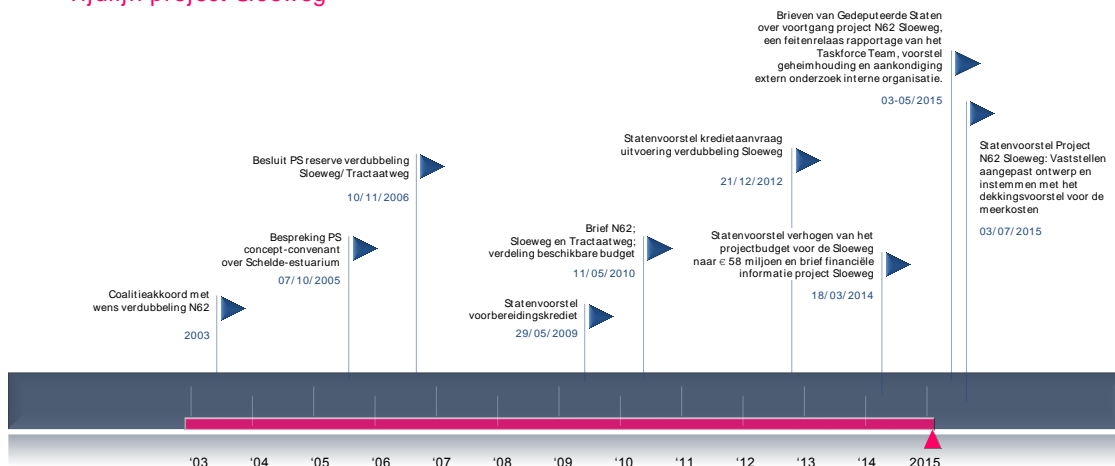 Tijdlijn project Sloeweg
Brieven van Gedeputeerde Staten
over voortgang project N62 Sloeweg,
een feitenrelaas rapportage van het
Taskforce Team, voorstel
geheimhouding en aankondiging
extern onderzoek interne organisatie.
03-05/2015
Statenvoorstel kredietaanvraag
uitvoering verdubbeling Sloeweg
21/12/2012
Statenvoorstel Project
N62 Sloeweg: Vaststellen
aangepast ontwerp en
instemmen met het
dekkingsvoorstel voor de
meerkosten
03/07/2015
Besluit PS reserve verdubbeling
Sloeweg/Tractaatweg
10/11/2006
Bespreking PS
concept-convenant
over Schelde-estuarium
07/10/2005
Brief N62;
Sloeweg en Tractaatweg;
verdeling beschikbare budget
11/05/2010
Statenvoorstel verhogen van het
projectbudget voor de Sloeweg
naar € 58 miljoen en brief financiële
informatie project Sloeweg
18/03/2014
Coalitieakkoord met
wens verdubbeling N62
2003
Statenvoorstel
voorbereidingskrediet
29/05/2009
'03 '04 '05 '06 '07 '08 '09 '10 '11 '12 '13 '14 2015